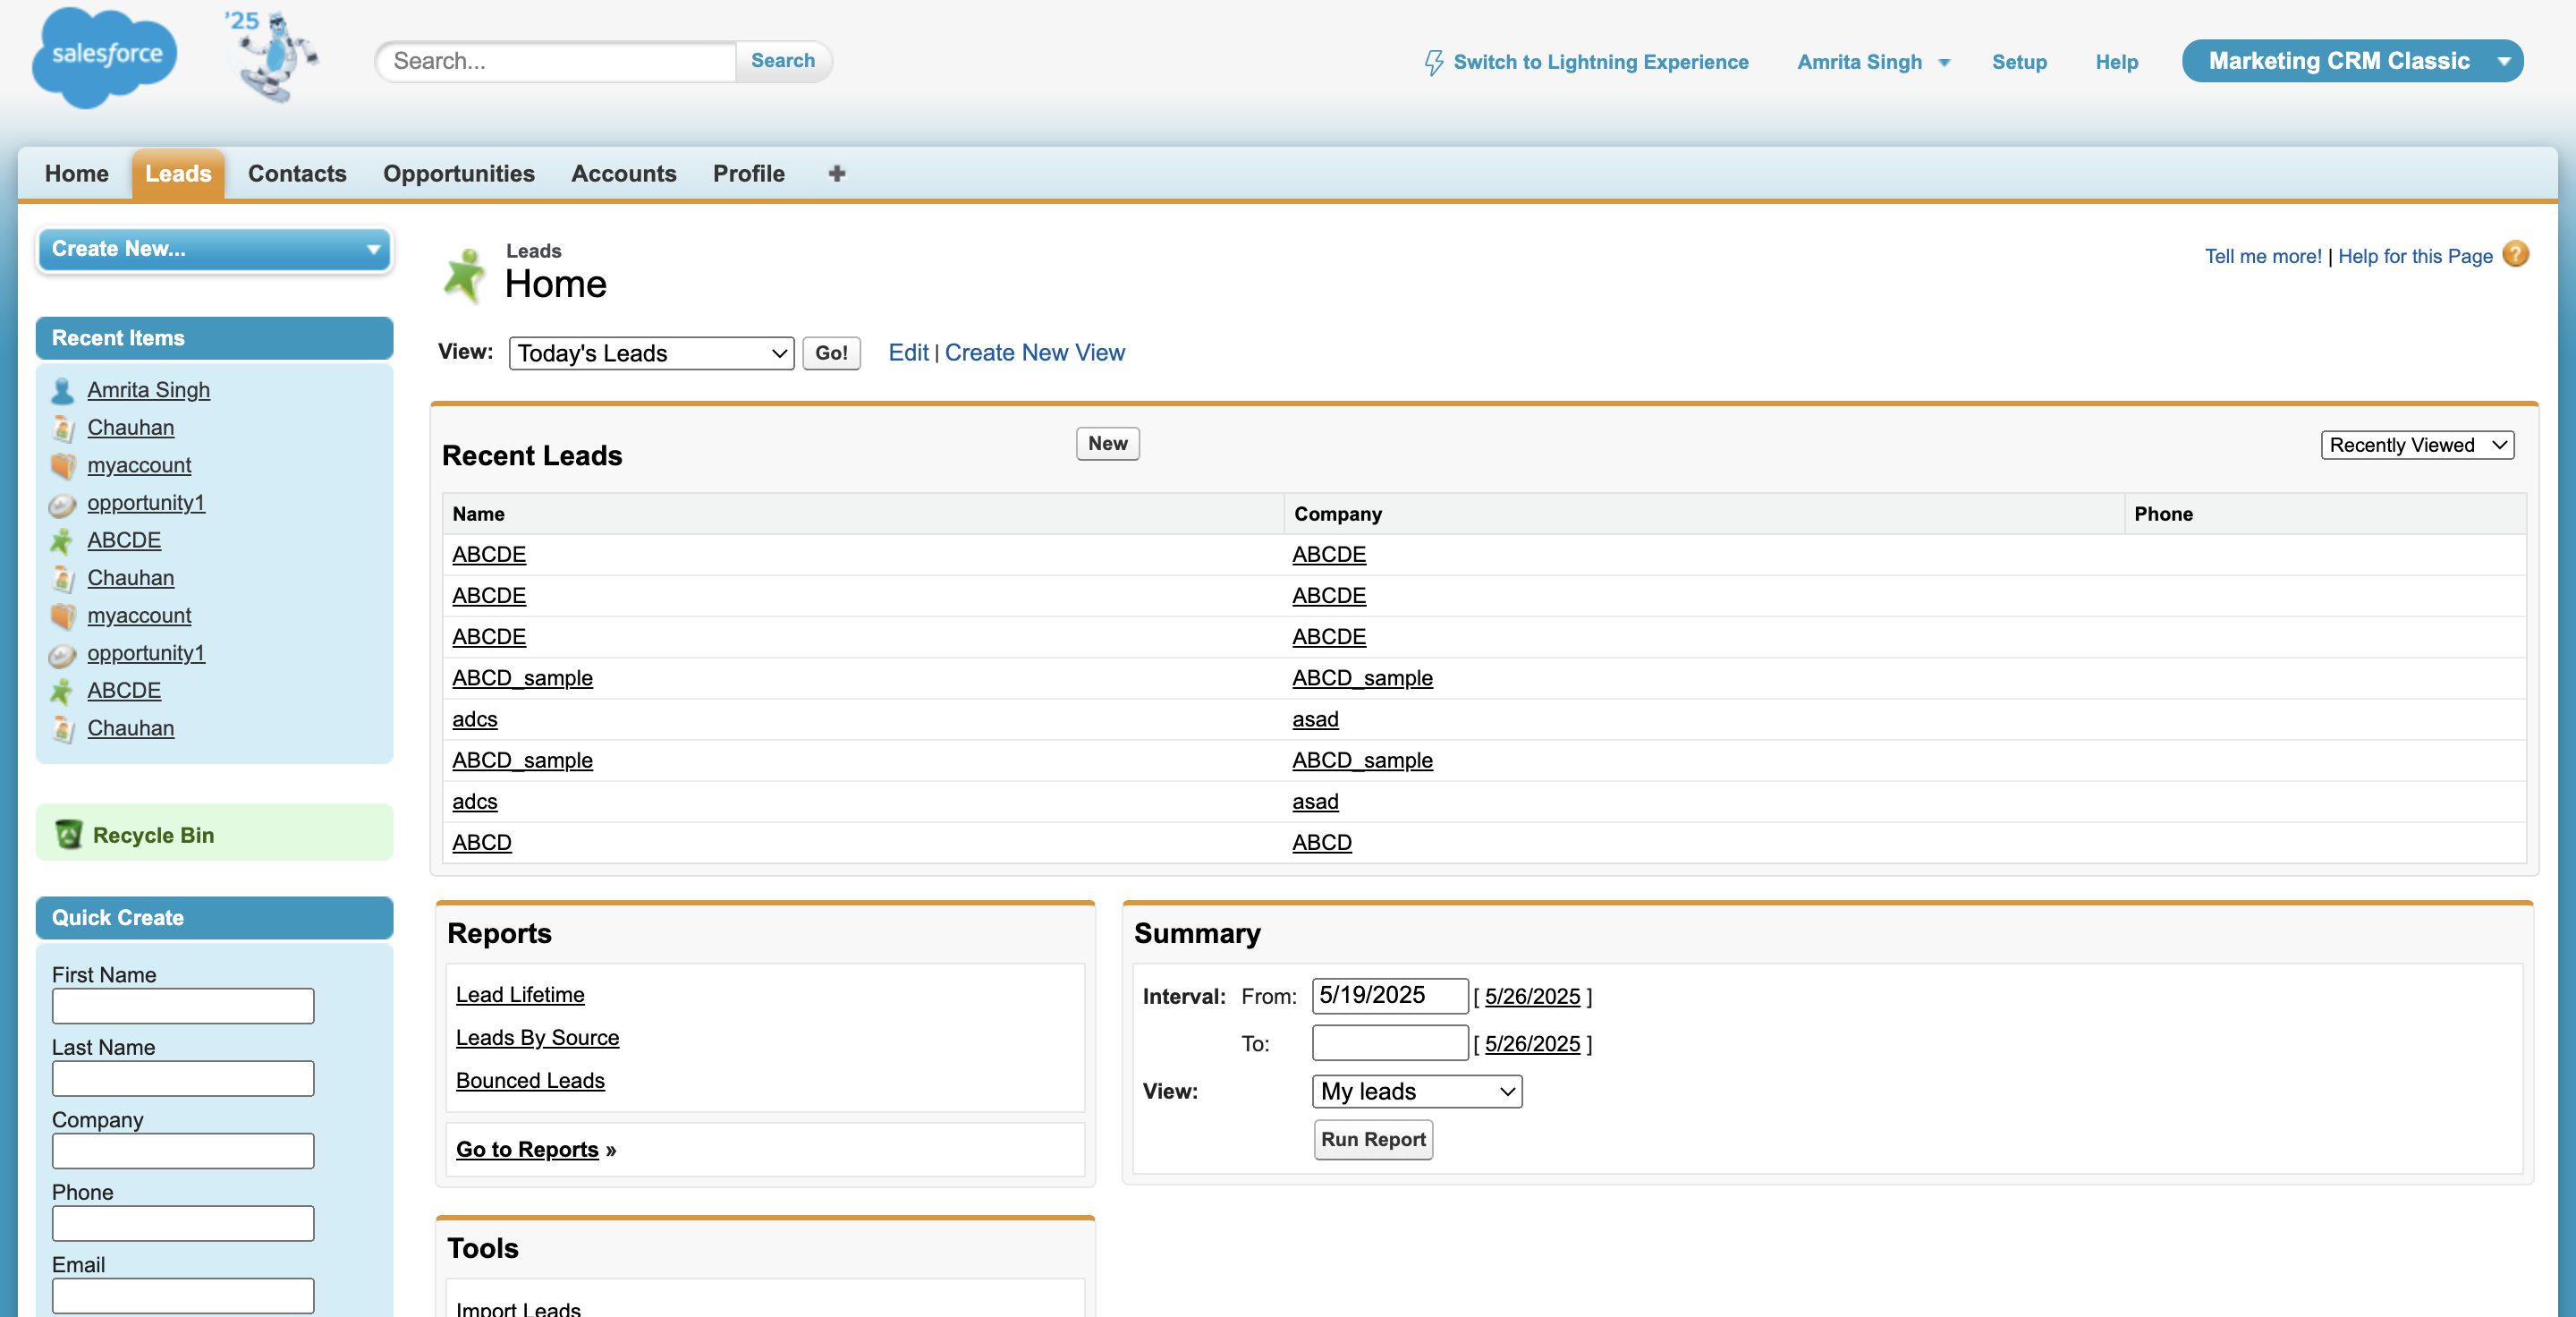 salesforce
'25
Search...
Search
Switch to Lightning Experience
Amrita Singh
Setup
Help
Marketing CRM Classic
Home
Leads
Contacts
Opportunities
Accounts
Profile
+
Create New...
Recent Items
Amrita Singh
Chauhan
myaccount
opportunity1
ABCDE
Chauhan
myaccount
opportunity1
ABCDE
Chauhan
Recycle Bin
Quick Create
First Name
Last Name
Company
Phone
Email
Leads
Home
Tell me more! | Help for this Page ?
View: Today's Leads Go! Edit | Create New View
Recent Leads New Recently Viewed
Name Company Phone
ABCDE ABCDE
ABCDE ABCDE
ABCDE ABCDE
ABCD_sample ABCD_sample
adcs asad
ABCD_sample ABCD_sample
adcs asad
ABCD ABCD
Reports
Lead Lifetime
Leads By Source
Bounced Leads
Go to Reports »
Summary
Interval: From: 5/19/2025 [ 5/26/2025 ]
To: [ 5/26/2025 ]
View: My leads
Run Report
Tools
Import Leads